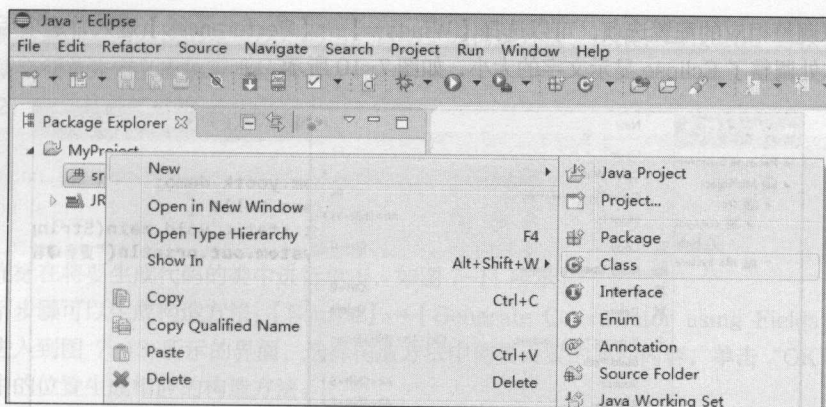 Java - Eclipse
File Edit Refactor Source Navigate Search Project Run Window Help
Package Explorer
MyProject
JR
New
Open in New Window
Open Type Hierarchy F4
Show In Alt+Shift+W
Copy Ctrl+C
Copy Qualified Name
Paste Ctrl+V
Delete Delete
Java Project
Project...
Package
Class
Interface
Enum
Annotation
Source Folder
Java Working Set